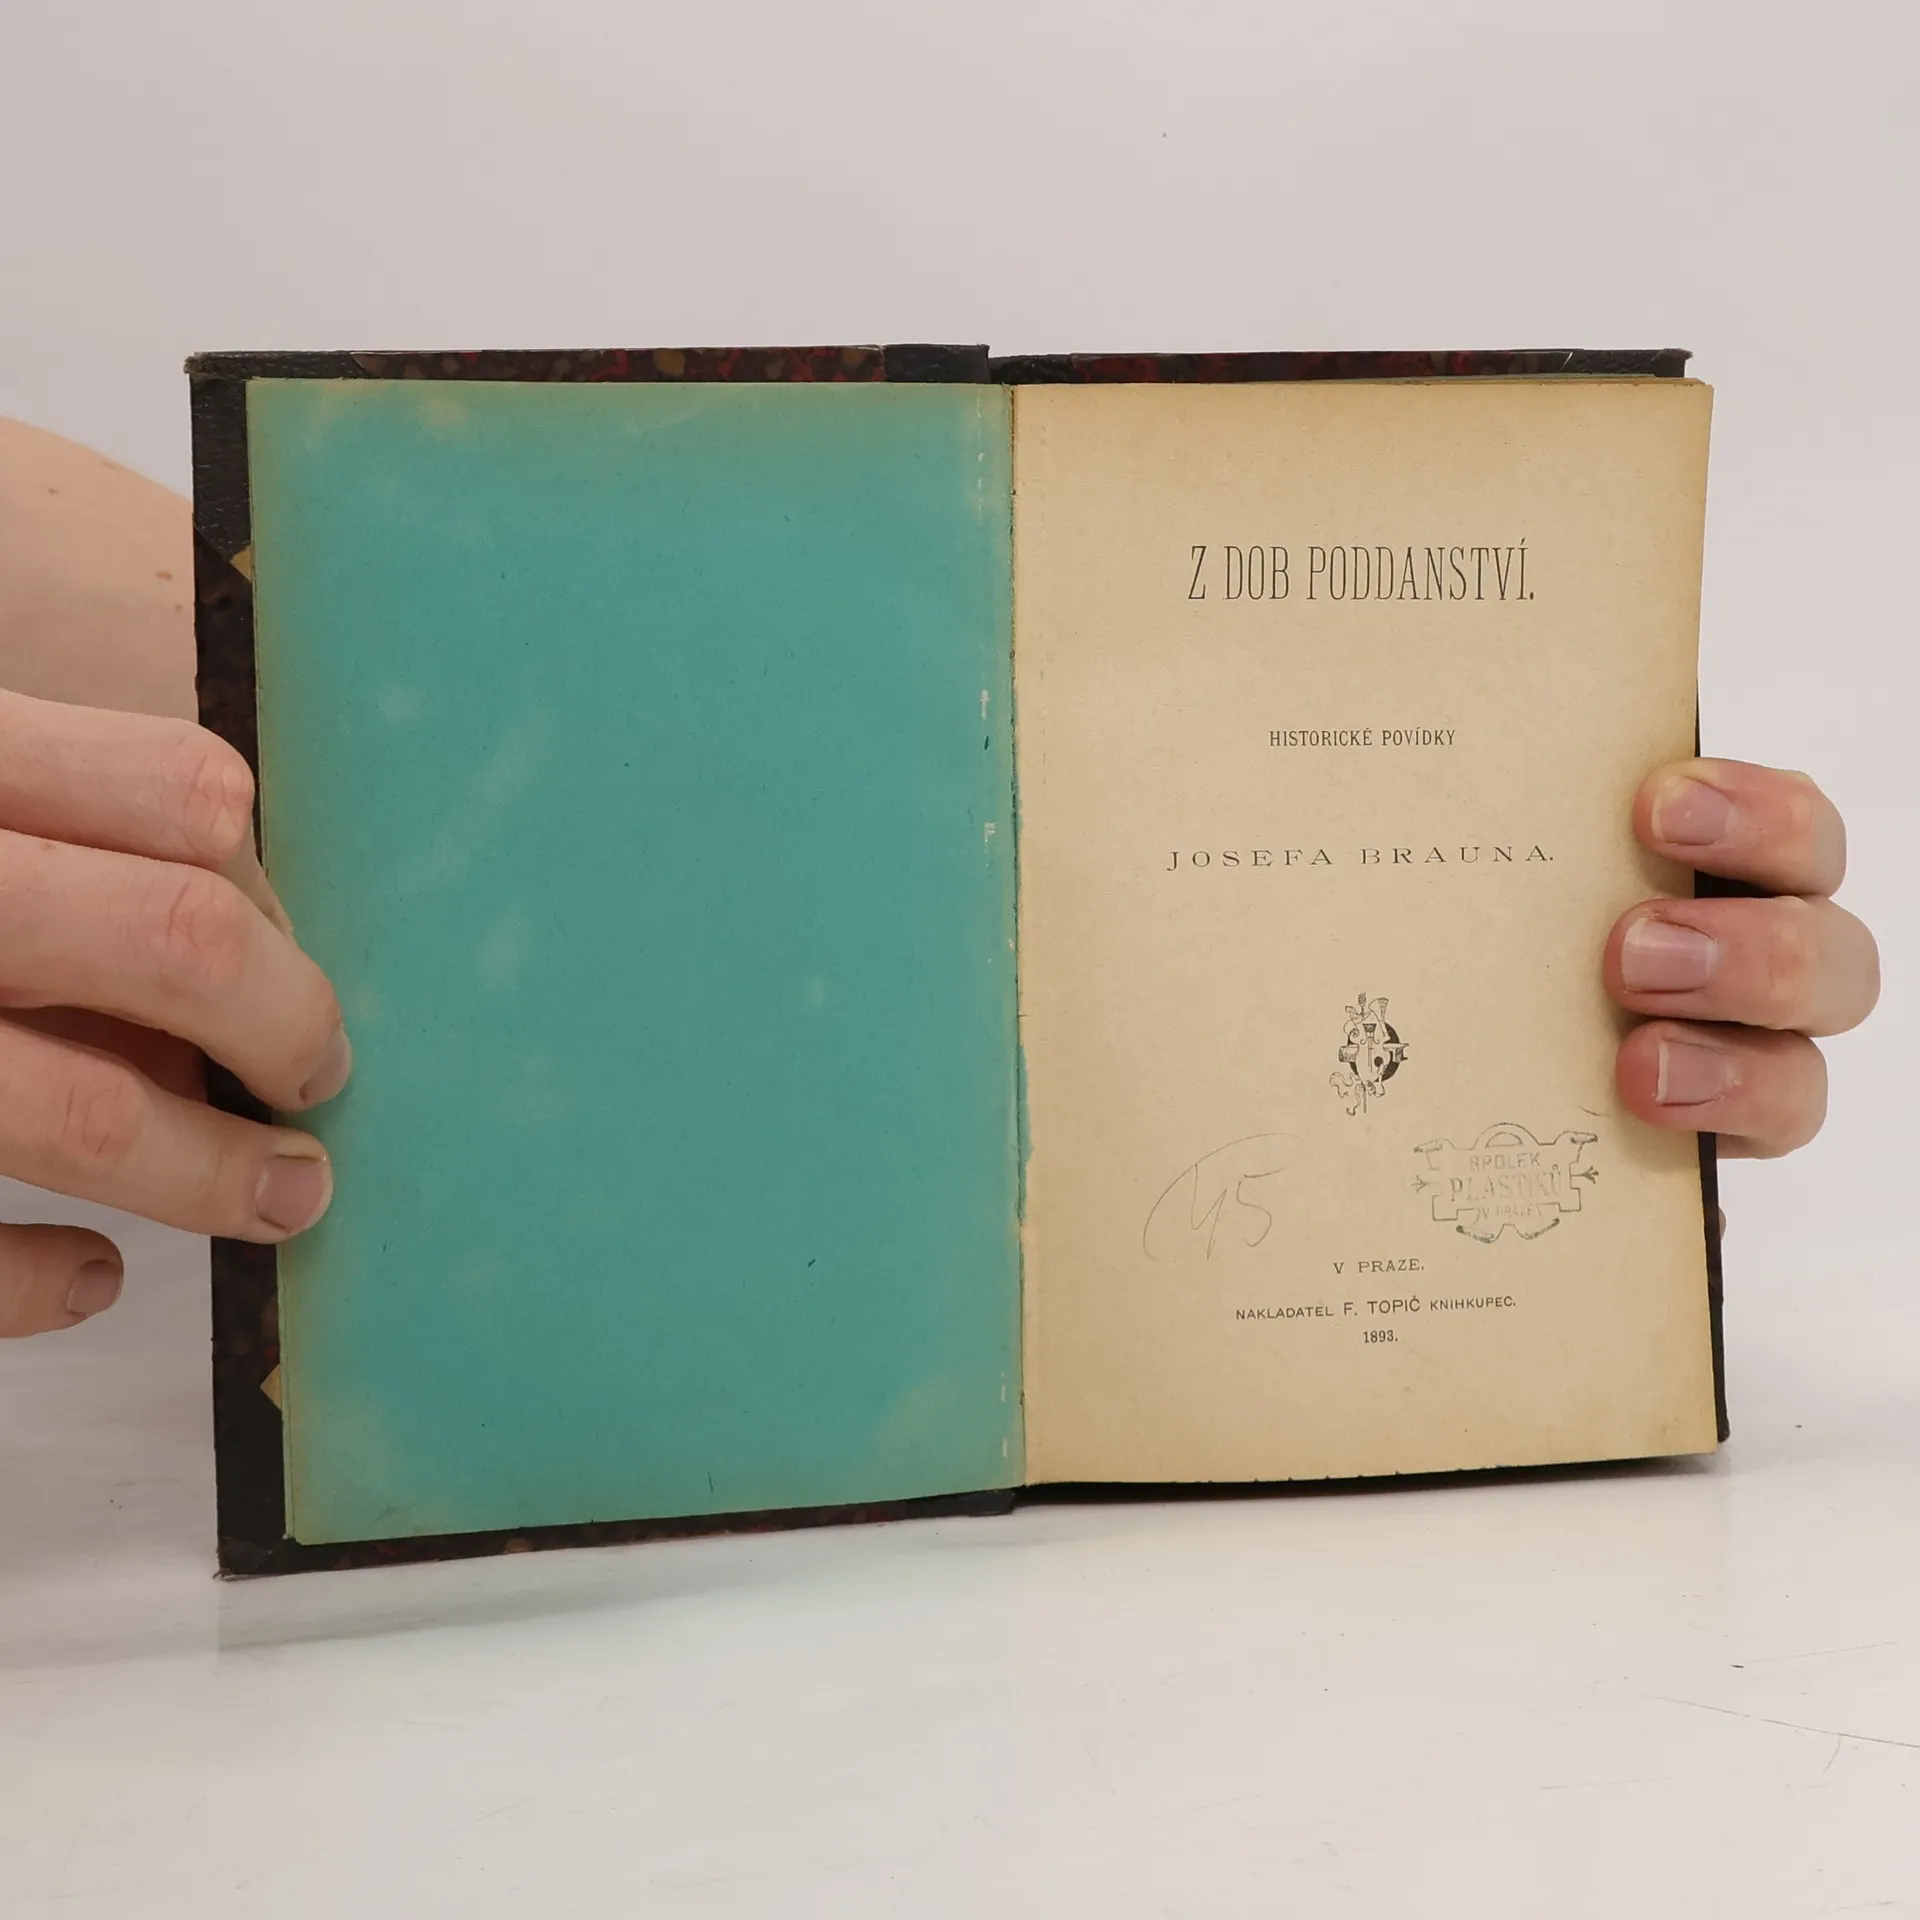 Z DOB PODDANSTVÍ.
HISTORICKÉ POVÍDKY
JOSEFA BRAUNA.
45
SPOLEK
PLASTIKŮ
V PRAZE
V PRAZE.
NAKLADATEL F. TOPIČ KNIHKUPEC.
1893.